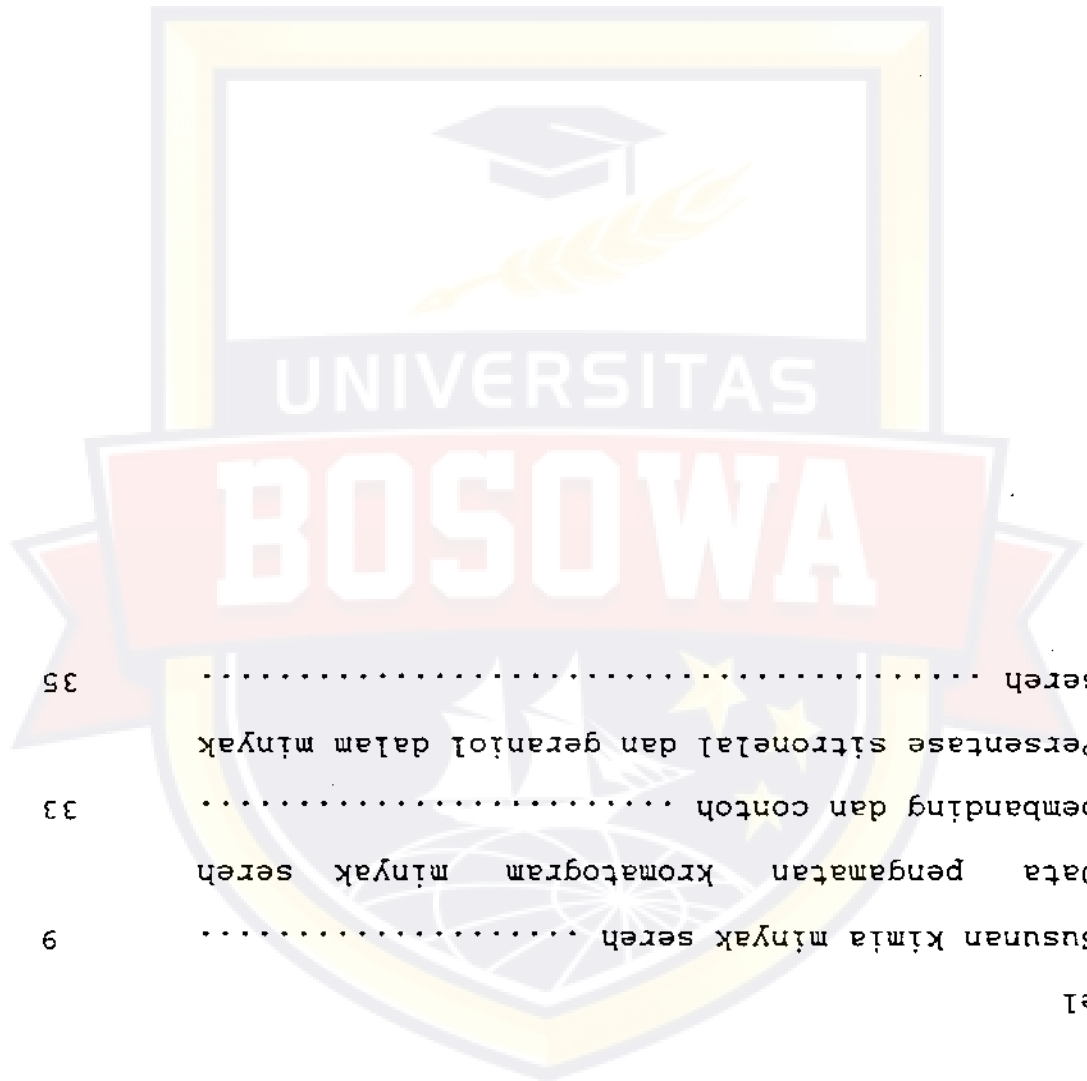 UNIVERSITAS
BOSOWA
el
Susunan kimia minyak sereh ..................... 9
Data pengamatan kromatogram minyak sereh
pembanding dan contoh ........................... 33
Persentase sitronelal dan geraniol dalam minyak
sereh ........................................... 35